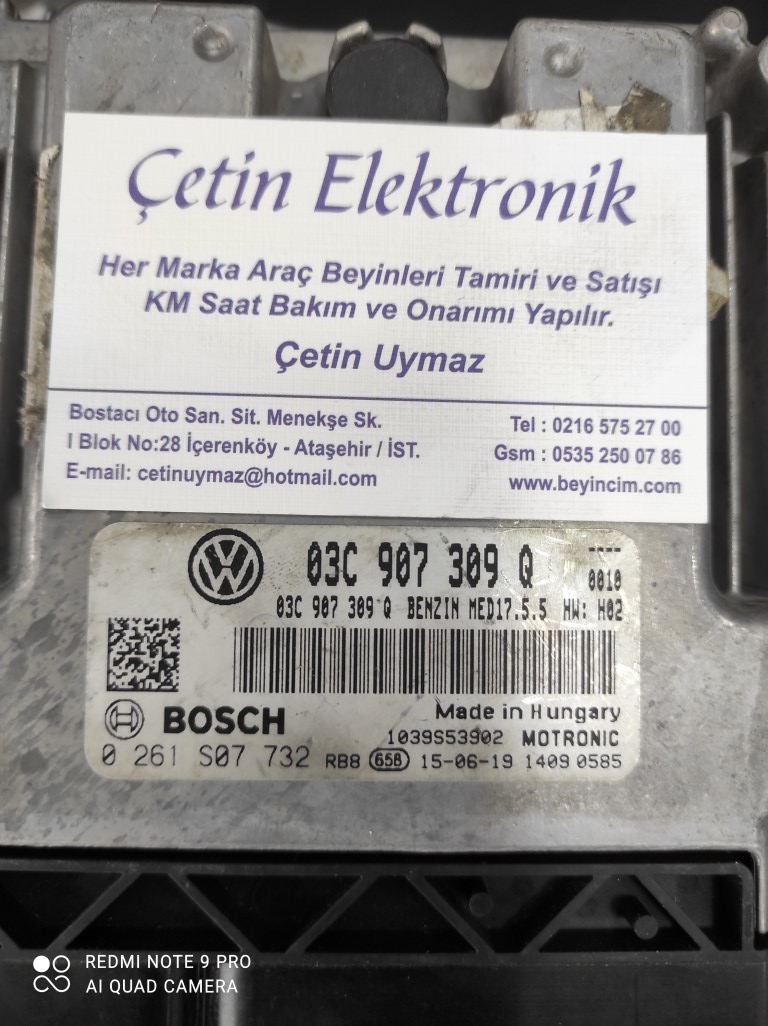 Çetin Elektronik
Her Marka Araç Beyinleri Tamiri ve Satışı
KM Saat Bakım ve Onarımı Yapılır.
Çetin Uymaz
Bostacı Oto San. Sit. Menekşe Sk.
I Blok No:28 İçerenköy - Ataşehir / İST.
E-mail: cetinuymaz@hotmail.com
Tel : 0216 575 27 00
Gsm : 0535 250 07 86
www.beyincim.com
03C 907 309 Q ----
0010
03C 907 309 Q BENZIN MED17.5.5 HW: H02
BOSCH
Made in Hungary
1039S53902 MOTRONIC
0 261 S07 732 RB8 658 15-06-19 1409 0585
REDMI NOTE 9 PRO
AI QUAD CAMERA